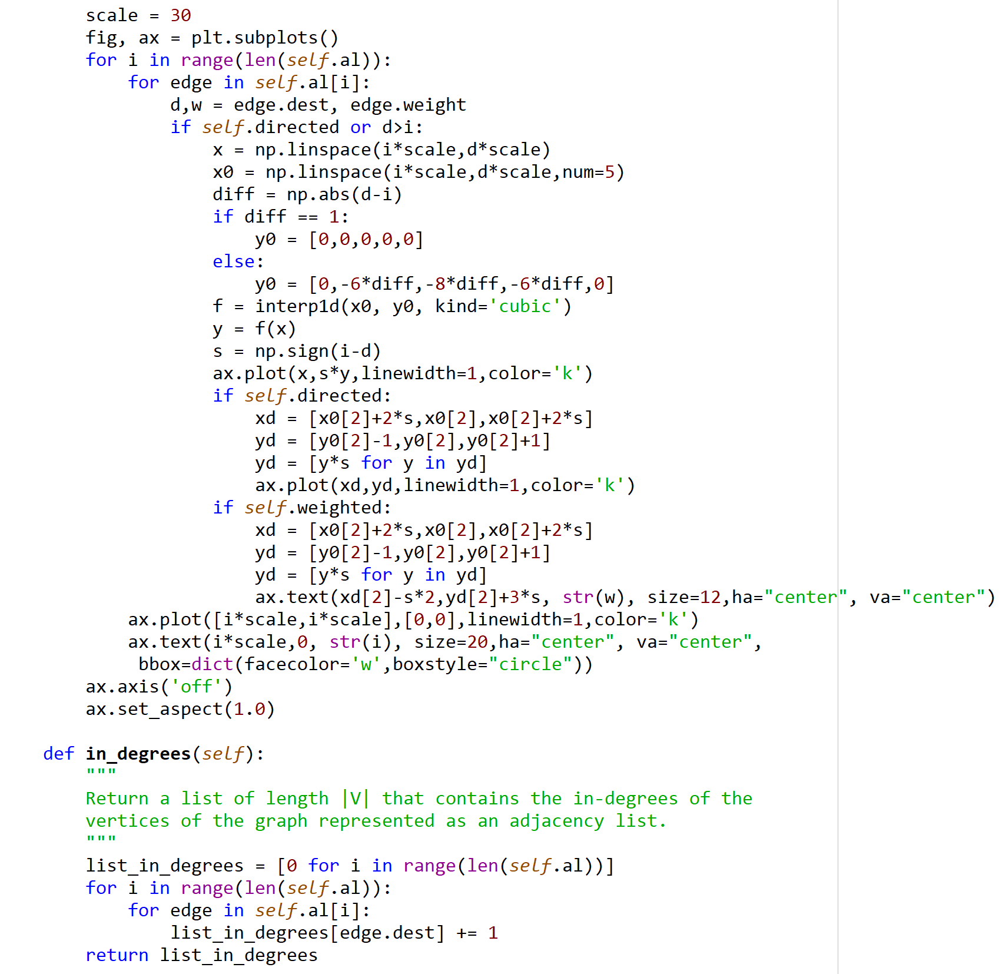 scale = 30
        fig, ax = plt.subplots()
        for i in range(len(self.al)):
            for edge in self.al[i]:
                d,w = edge.dest, edge.weight
                if self.directed or d>i:
                    x = np.linspace(i*scale,d*scale)
                    x0 = np.linspace(i*scale,d*scale,num=5)
                    diff = np.abs(d-i)
                    if diff == 1:
                        y0 = [0,0,0,0,0]
                    else:
                        y0 = [0,-6*diff,-8*diff,-6*diff,0]
                    f = interp1d(x0, y0, kind='cubic')
                    y = f(x)
                    s = np.sign(i-d)
                    ax.plot(x,s*y,linewidth=1,color='k')
                    if self.directed:
                        xd = [x0[2]+2*s,x0[2],x0[2]+2*s]
                        yd = [y0[2]-1,y0[2],y0[2]+1]
                        yd = [y*s for y in yd]
                        ax.plot(xd,yd,linewidth=1,color='k')
                    if self.weighted:
                        xd = [x0[2]+2*s,x0[2],x0[2]+2*s]
                        yd = [y0[2]-1,y0[2],y0[2]+1]
                        yd = [y*s for y in yd]
                        ax.text(xd[2]-s*2,yd[2]+3*s, str(w), size=12,ha="center", va="center")
            ax.plot([i*scale,i*scale],[0,0],linewidth=1,color='k')
            ax.text(i*scale,0, str(i), size=20,ha="center", va="center",
             bbox=dict(facecolor='w',boxstyle="circle"))
        ax.axis('off')
        ax.set_aspect(1.0)

    def in_degrees(self):
        """
        Return a list of length |V| that contains the in-degrees of the
        vertices of the graph represented as an adjacency list.
        """
        list_in_degrees = [0 for i in range(len(self.al))]
        for i in range(len(self.al)):
            for edge in self.al[i]:
                list_in_degrees[edge.dest] += 1
        return list_in_degrees